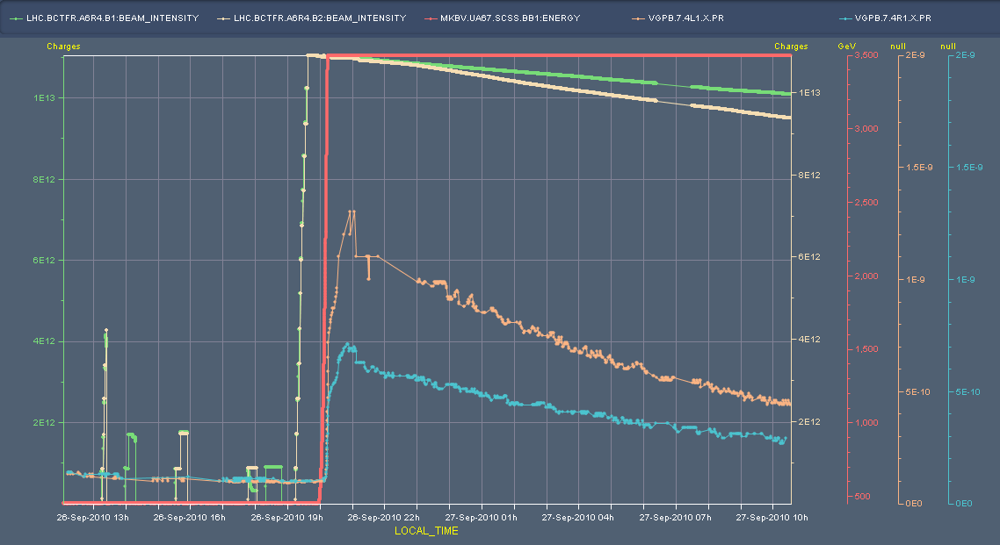 LHC.BCTFR.A6R4.B1:BEAM_INTENSITY LHC.BCTFR.A6R4.B2:BEAM_INTENSITY MKBV.UA67.SCSS.BB1:ENERGY VGPB.7.4L1.X.PR VGPB.7.4R1.X.PR
Charges Charges GeV null null
3,500 2E-9 2E-9
1E13 1E13
3,000
8E12 8E12 1.5E-9 1.5E-9
2,500
6E12 6E12
2,000 1E-9 1E-9
4E12 4E12
1,500
5E-10 5E-10
2E12 2E12 1,000
500 0E0 0E0
26-Sep-2010 13h 26-Sep-2010 16h 26-Sep-2010 19h 26-Sep-2010 22h 27-Sep-2010 01h 27-Sep-2010 04h 27-Sep-2010 07h 27-Sep-2010 10h
LOCAL_TIME